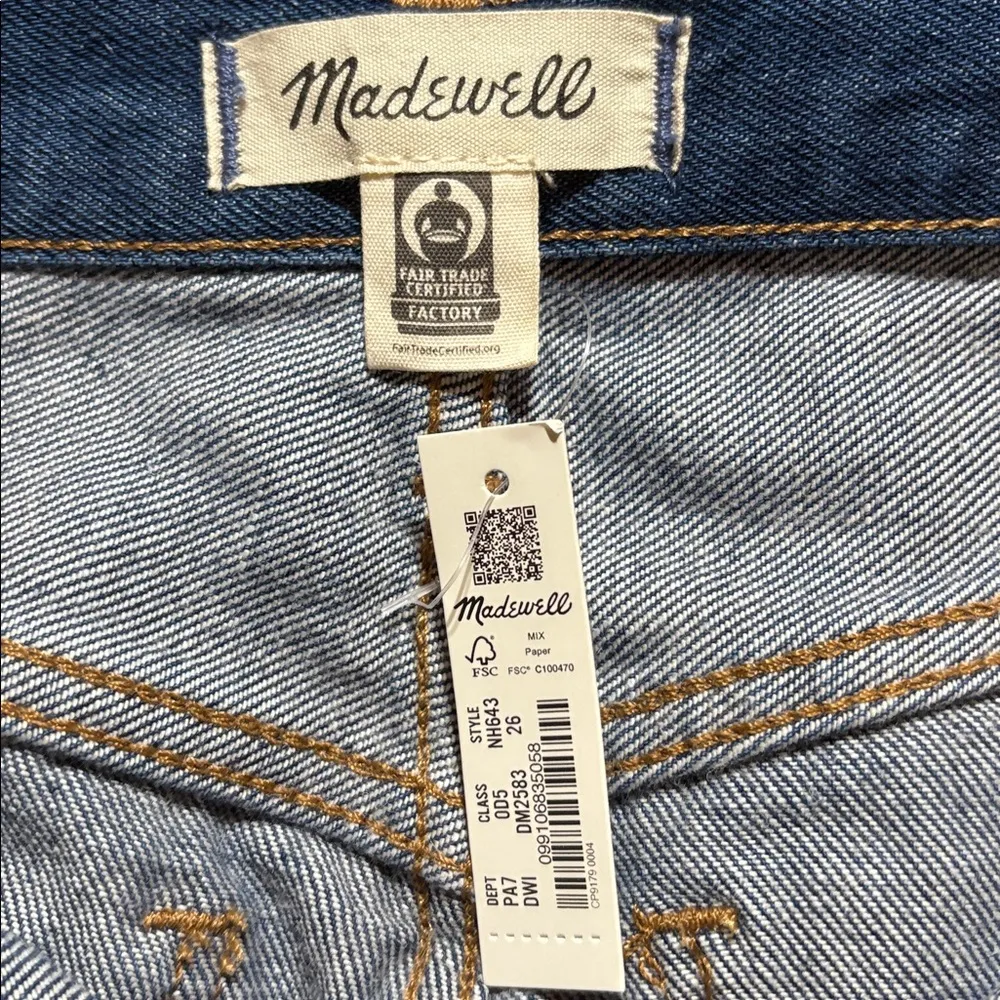 Madewell
FAIR TRADE
CERTIFIED
FACTORY
FairTradeCertified.org
Madewell
FSC®
MIX
Paper
FSC® C100470
DEPT CLASS STYLE
PA7 0D5 NH643
DWI DM2583 26
099106835058
CP9179 0004